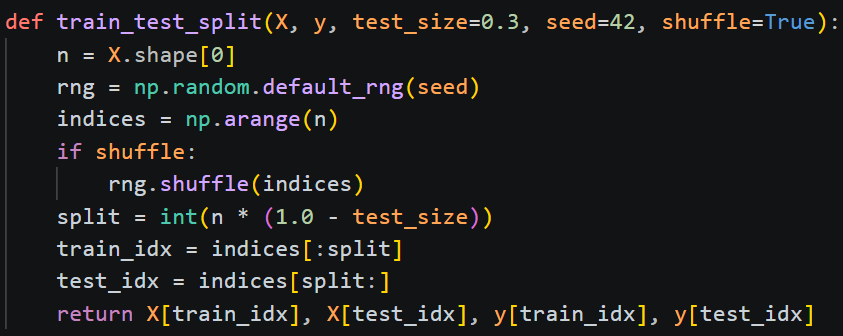 def train_test_split(X, y, test_size=0.3, seed=42, shuffle=True):
    n = X.shape[0]
    rng = np.random.default_rng(seed)
    indices = np.arange(n)
    if shuffle:
        rng.shuffle(indices)
    split = int(n * (1.0 - test_size))
    train_idx = indices[:split]
    test_idx = indices[split:]
    return X[train_idx], X[test_idx], y[train_idx], y[test_idx]